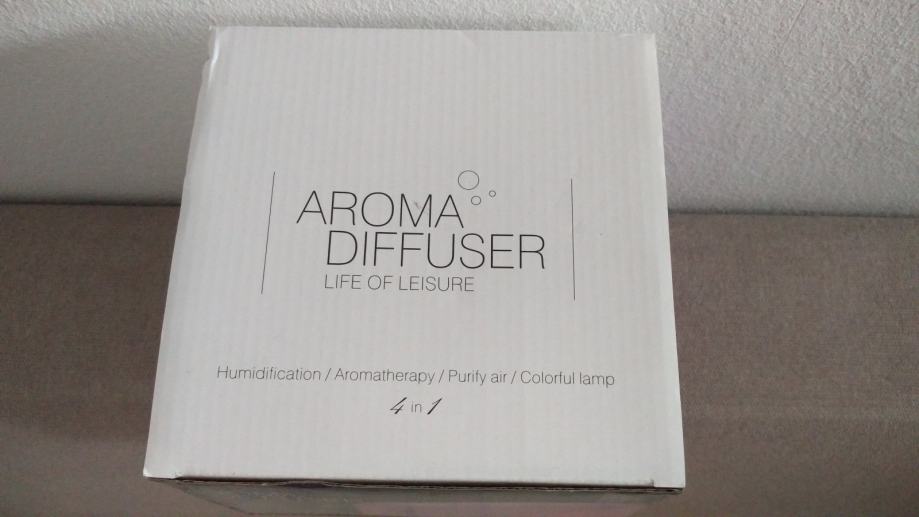 AROMA
DIFFUSER
LIFE OF LEISURE
Humidification / Aromatherapy / Purify air / Colorful lamp
4 in 1